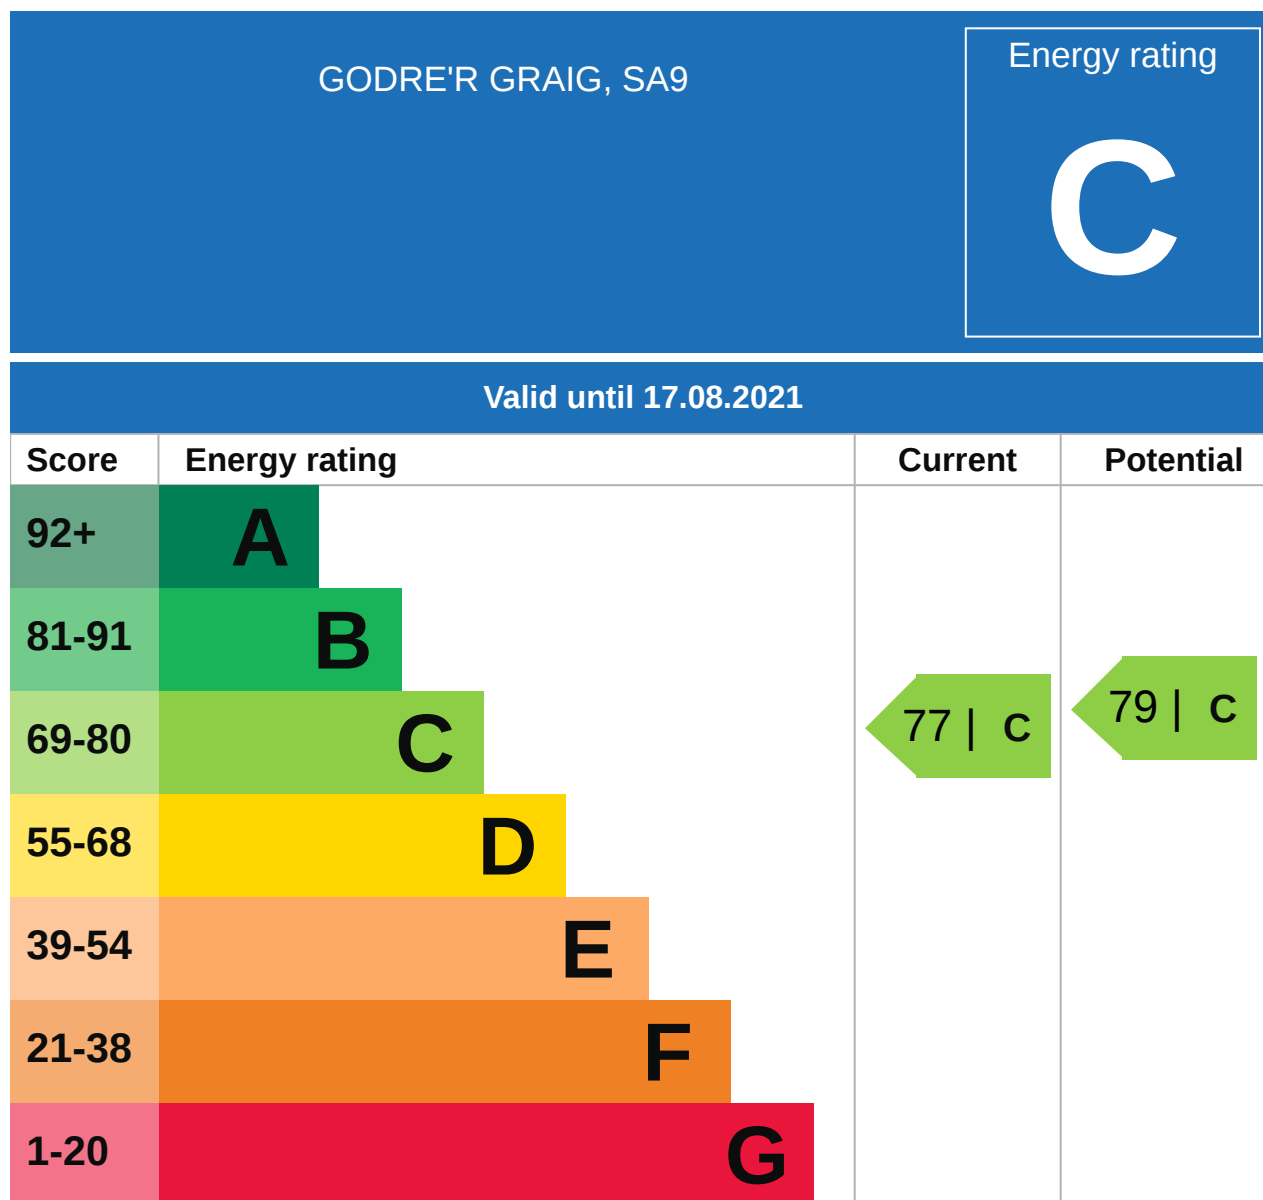 GODRE'R GRAIG, SA9
Energy rating
C
Valid until 17.08.2021
Score Energy rating Current Potential
92+ A
81-91 B
69-80 C 77 | C 79 | C
55-68 D
39-54 E
21-38 F
1-20 G